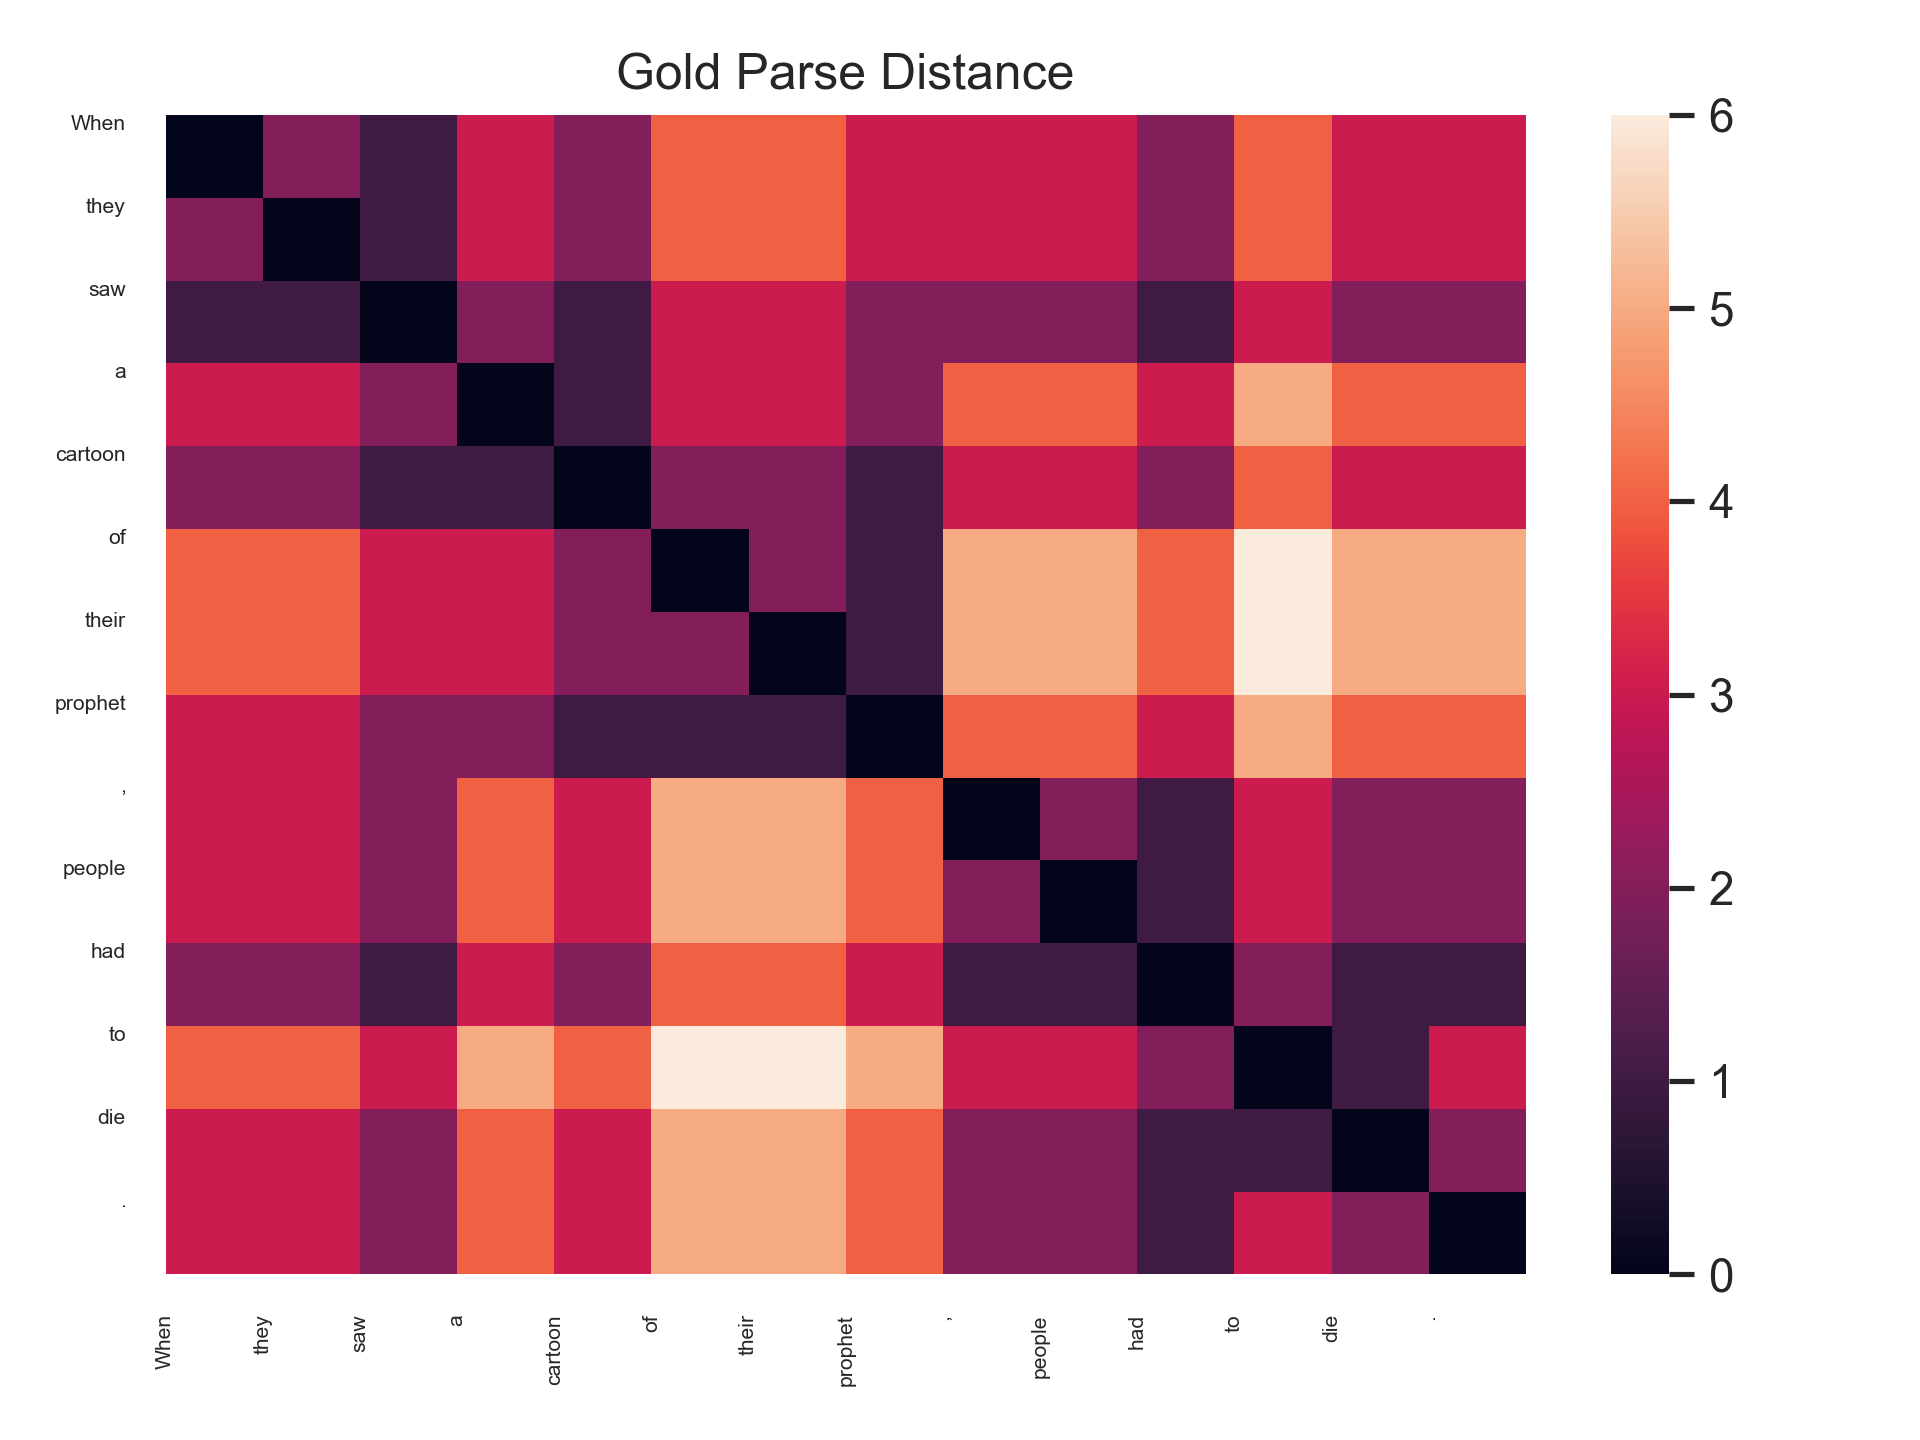 Gold Parse Distance
When
they
saw
a
cartoon
of
their
prophet
,
people
had
to
die
.
6
5
4
3
2
1
0
When they saw a cartoon of their prophet , people had to die .